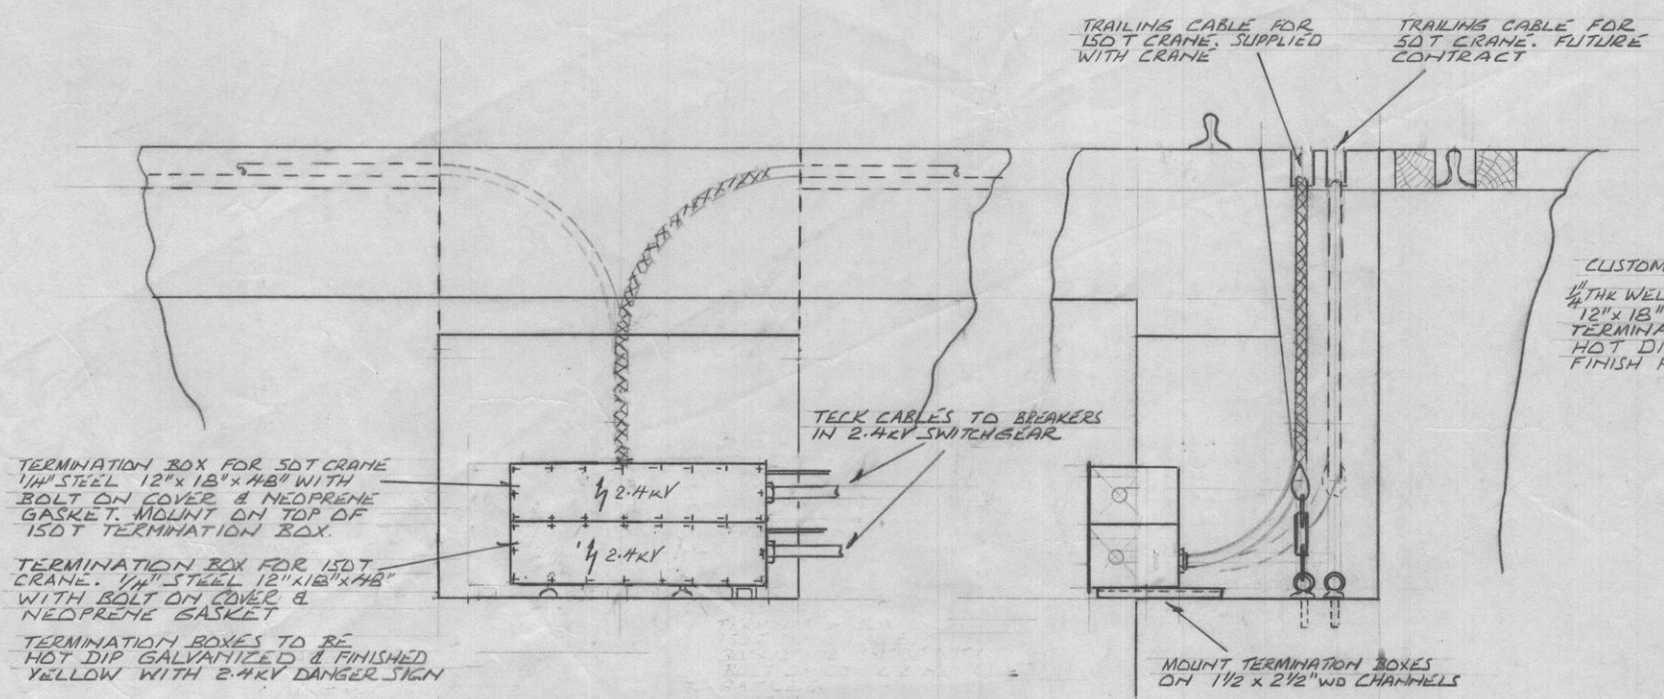 TRAILING CABLE FOR
150 T CRANE. SUPPLIED
WITH CRANE
TRAILING CABLE FOR
50T CRANE. FUTURE
CONTRACT
CUSTOM
1/4" THK WEL
12" x 18"
TERMINA
HOT DI
FINISH
TECK CABLES TO BREAKERS
IN 2.4KV SWITCHGEAR
TERMINATION BOX FOR 50T CRANE
1/4" STEEL 12" x 18" x 48" WITH
BOLT ON COVER & NEOPRENE
GASKET. MOUNT ON TOP OF
150T TERMINATION BOX.
2.4KV
2.4KV
TERMINATION BOX FOR 150T
CRANE. 1/4" STEEL 12"x18"x48"
WITH BOLT ON COVER &
NEOPRENE GASKET
TERMINATION BOXES TO BE
HOT DIP GALVANIZED & FINISHED
YELLOW WITH 2.4KV DANGER SIGN
MOUNT TERMINATION BOXES
ON 1 1/2 x 2 1/2" WD CHANNELS